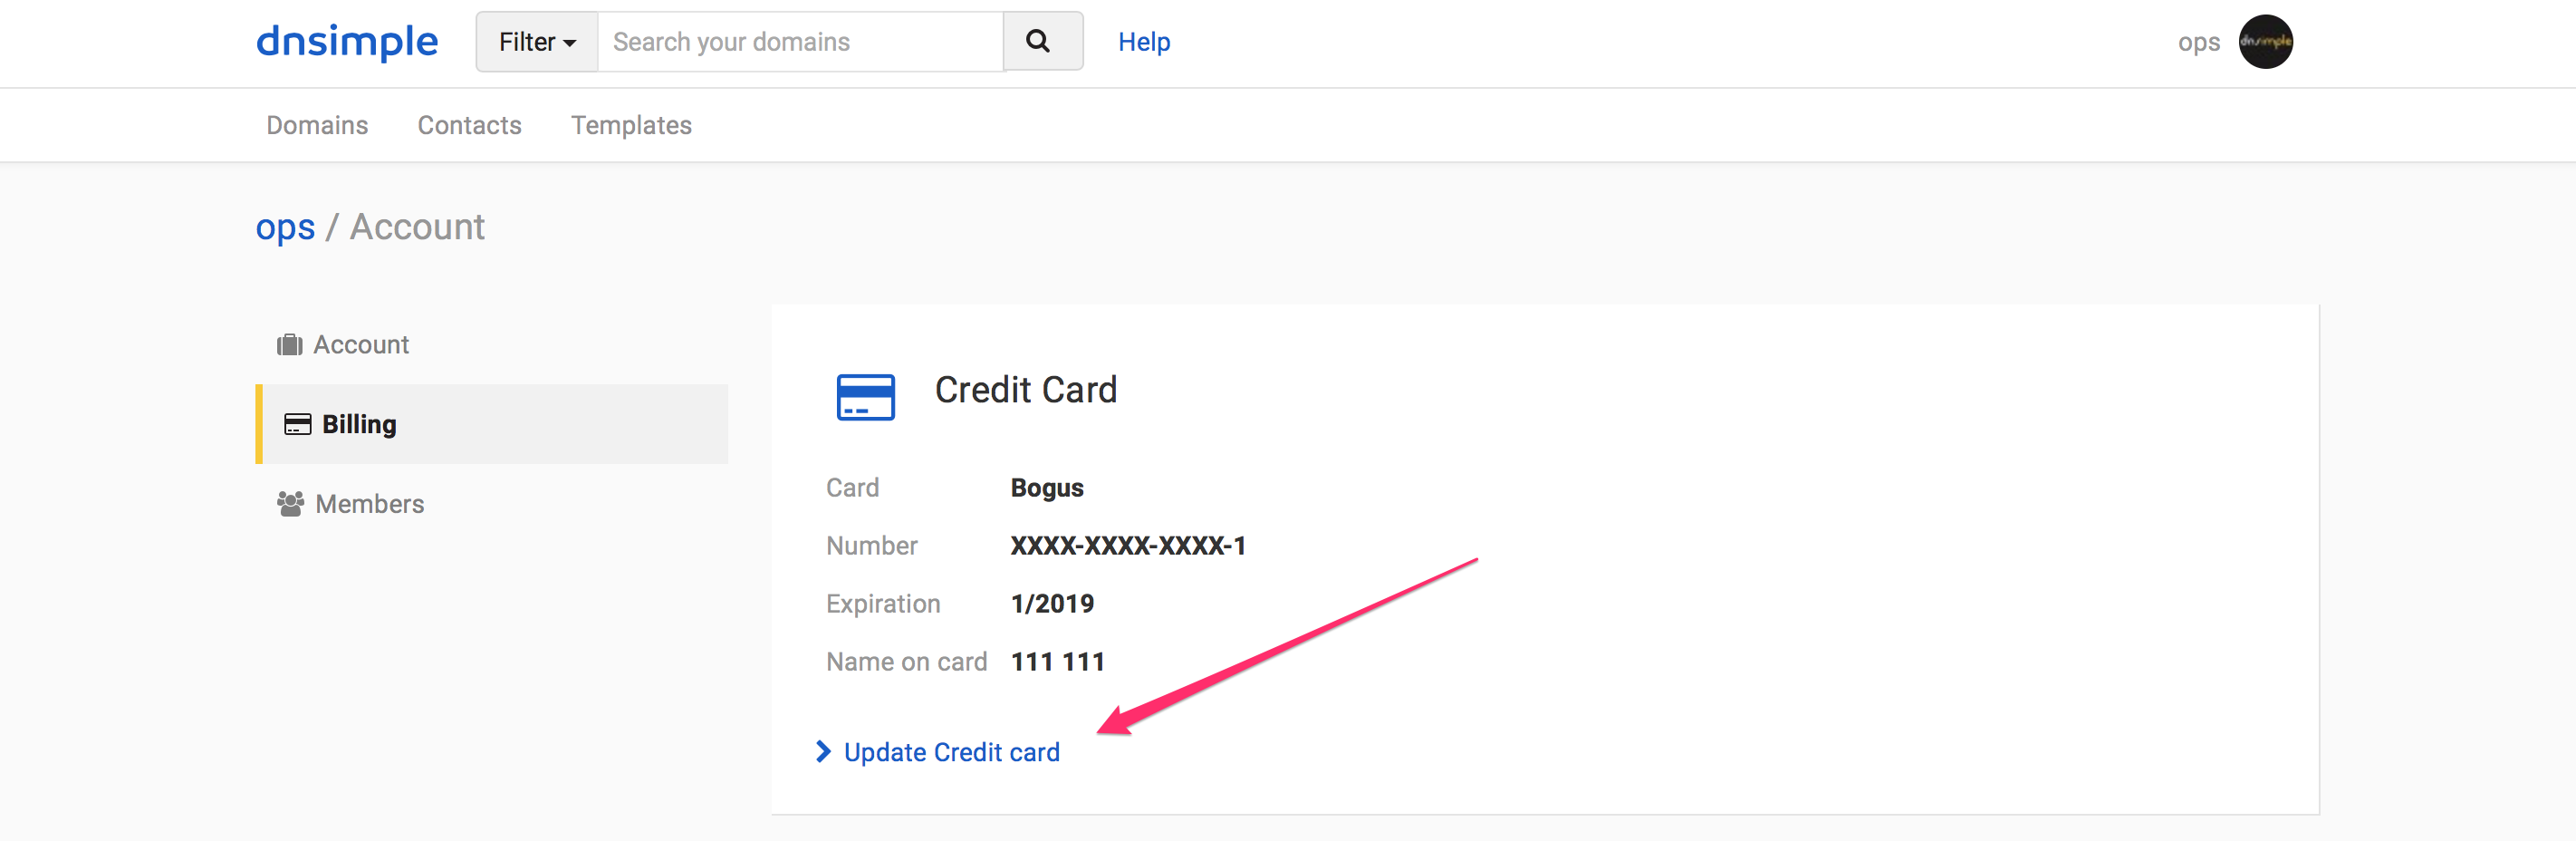 dnsimple Filter Search your domains Help ops dnsimple
Domains Contacts Templates
ops / Account
Account
Billing
Members
Credit Card
Card Bogus
Number XXXX-XXXX-XXXX-1
Expiration 1/2019
Name on card 111 111
Update Credit card